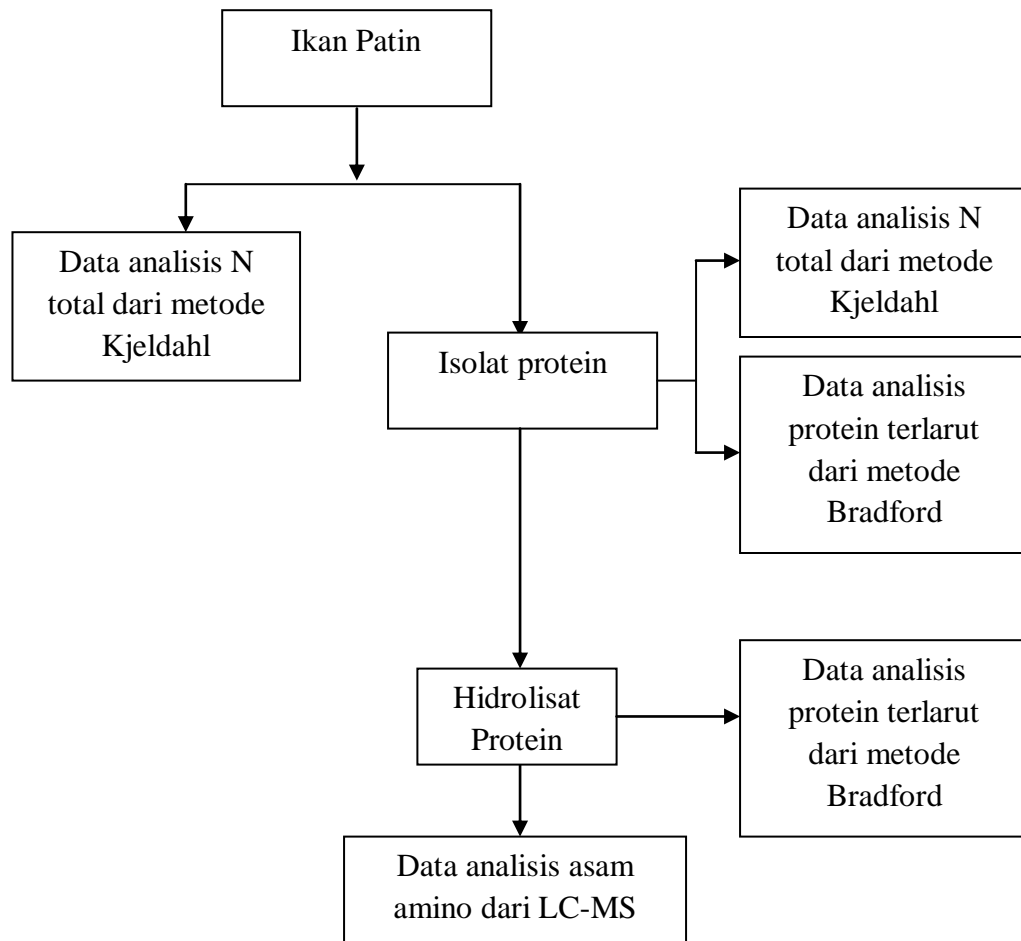 Ikan Patin
Data analisis N
total dari metode
Kjeldahl
Data analisis N
total dari metode
Kjeldahl
Isolat protein
Data analisis
protein terlarut
dari metode
Bradford
Hidrolisat
Protein
Data analisis
protein terlarut
dari metode
Bradford
Data analisis asam
amino dari LC-MS